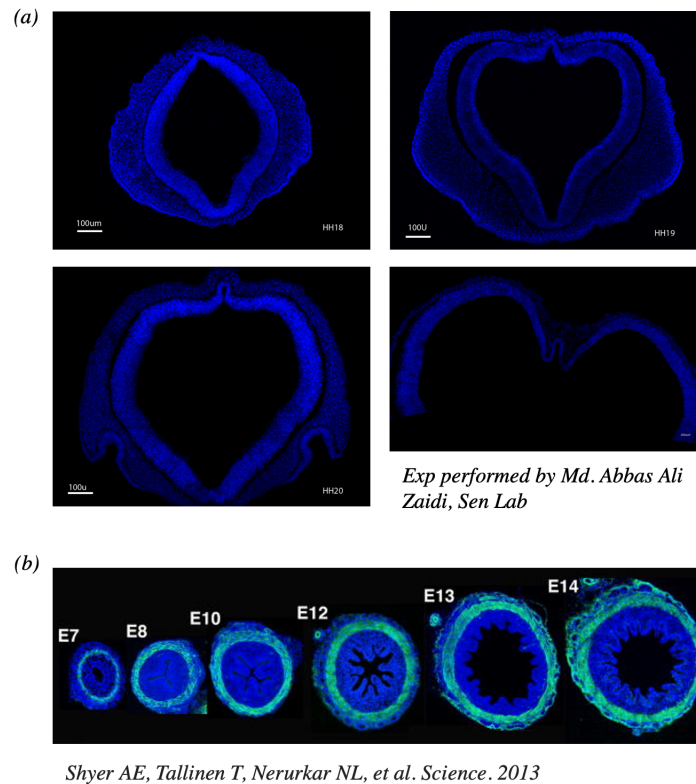 (a)
100um
HH18
100U
HH19
100u
HH20
Exp performed by Md. Abbas Ali
Zaidi, Sen Lab
(b)
E7
E8
E10
E12
E13
E14
Shyer AE, Tallinen T, Nerurkar NL, et al. Science. 2013